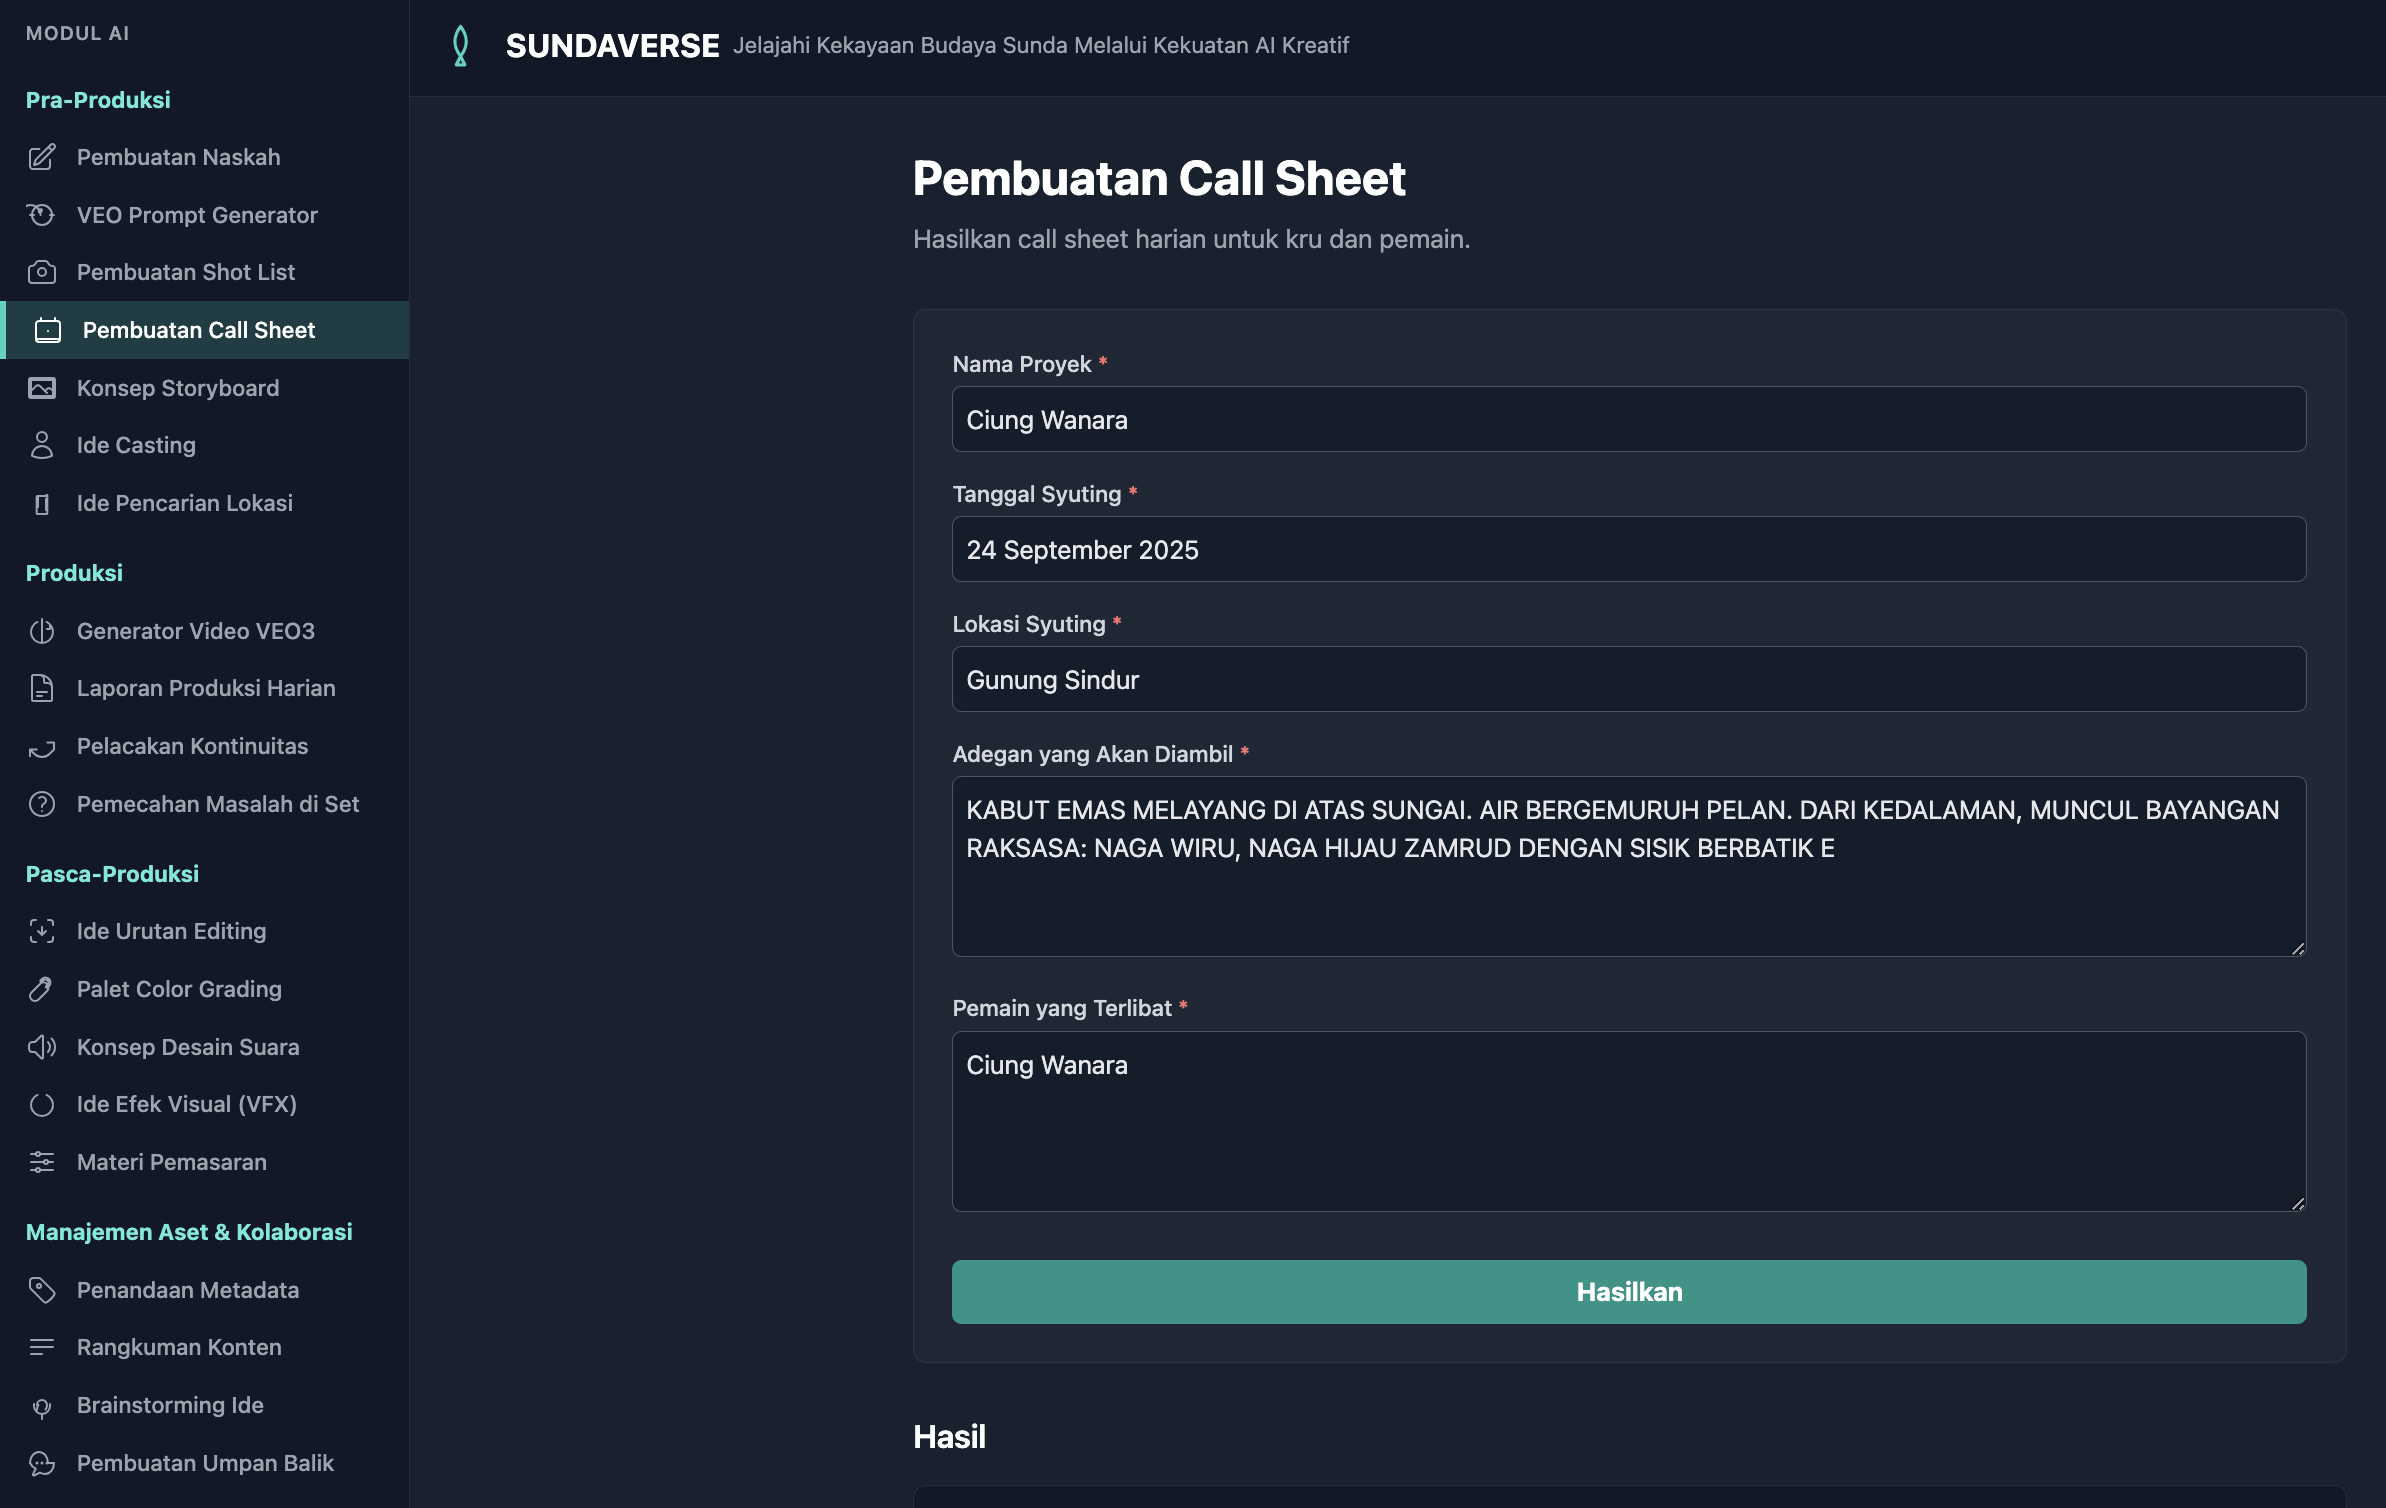 MODUL AI
Pra-Produksi
Pembuatan Naskah
VEO Prompt Generator
Pembuatan Shot List
Pembuatan Call Sheet
Konsep Storyboard
Ide Casting
Ide Pencarian Lokasi
Produksi
Generator Video VEO3
Laporan Produksi Harian
Pelacakan Kontinuitas
Pemecahan Masalah di Set
Pasca-Produksi
Ide Urutan Editing
Palet Color Grading
Konsep Desain Suara
Ide Efek Visual (VFX)
Materi Pemasaran
Manajemen Aset & Kolaborasi
Penandaan Metadata
Rangkuman Konten
Brainstorming Ide
Pembuatan Umpan Balik
SUNDAVERSE Jelajahi Kekayaan Budaya Sunda Melalui Kekuatan AI Kreatif
Pembuatan Call Sheet
Hasilkan call sheet harian untuk kru dan pemain.
Nama Proyek *
Ciung Wanara
Tanggal Syuting *
24 September 2025
Lokasi Syuting *
Gunung Sindur
Adegan yang Akan Diambil *
KABUT EMAS MELAYANG DI ATAS SUNGAI. AIR BERGEMURUH PELAN. DARI KEDALAMAN, MUNCUL BAYANGAN
RAKSASA: NAGA WIRU, NAGA HIJAU ZAMRUD DENGAN SISIK BERBATIK E
Pemain yang Terlibat *
Ciung Wanara
Hasilkan
Hasil